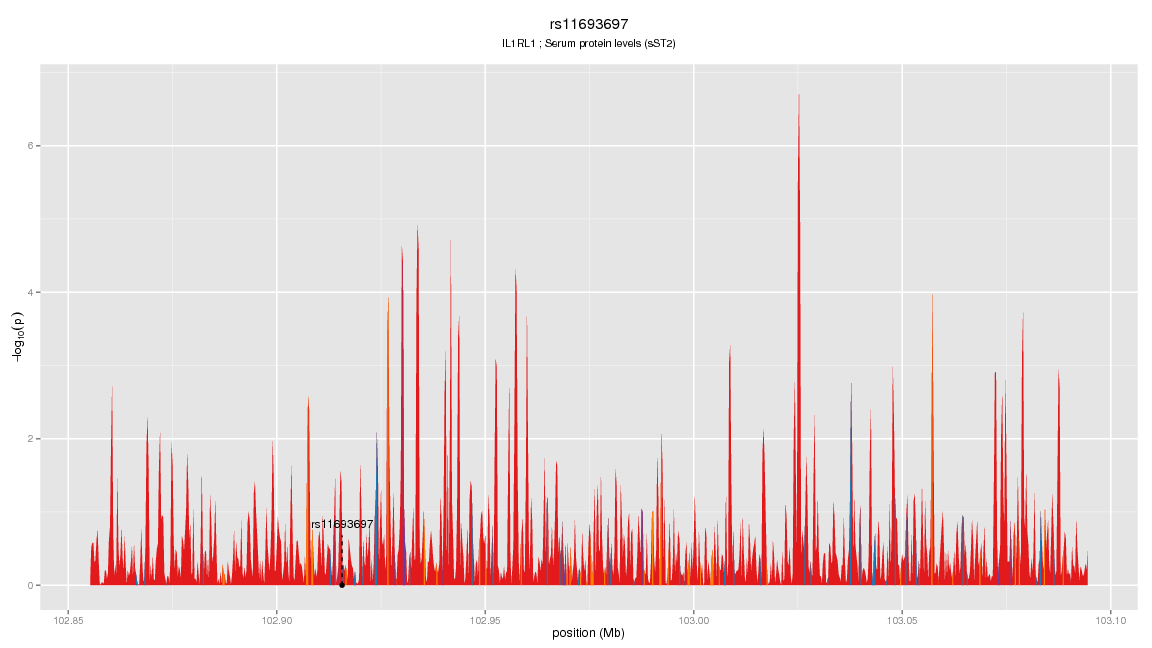 rs11693697
IL1RL1 ; Serum protein levels (sST2)
6
4
2
0
−log10(p)
rs11693697
102.85 102.90 102.95 103.00 103.05 103.10
position (Mb)